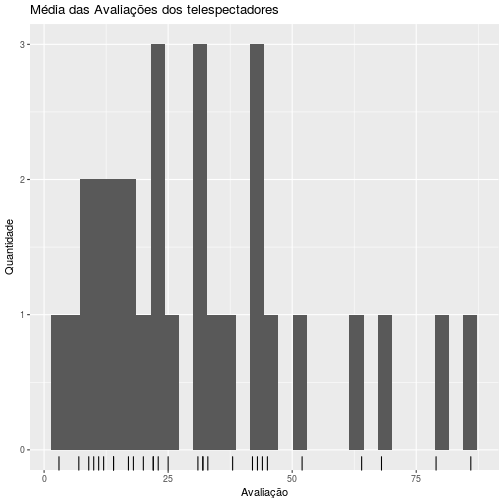 Média das Avaliações dos telespectadores
3
2
1
0
Quantidade
0 25 50 75
Avaliação